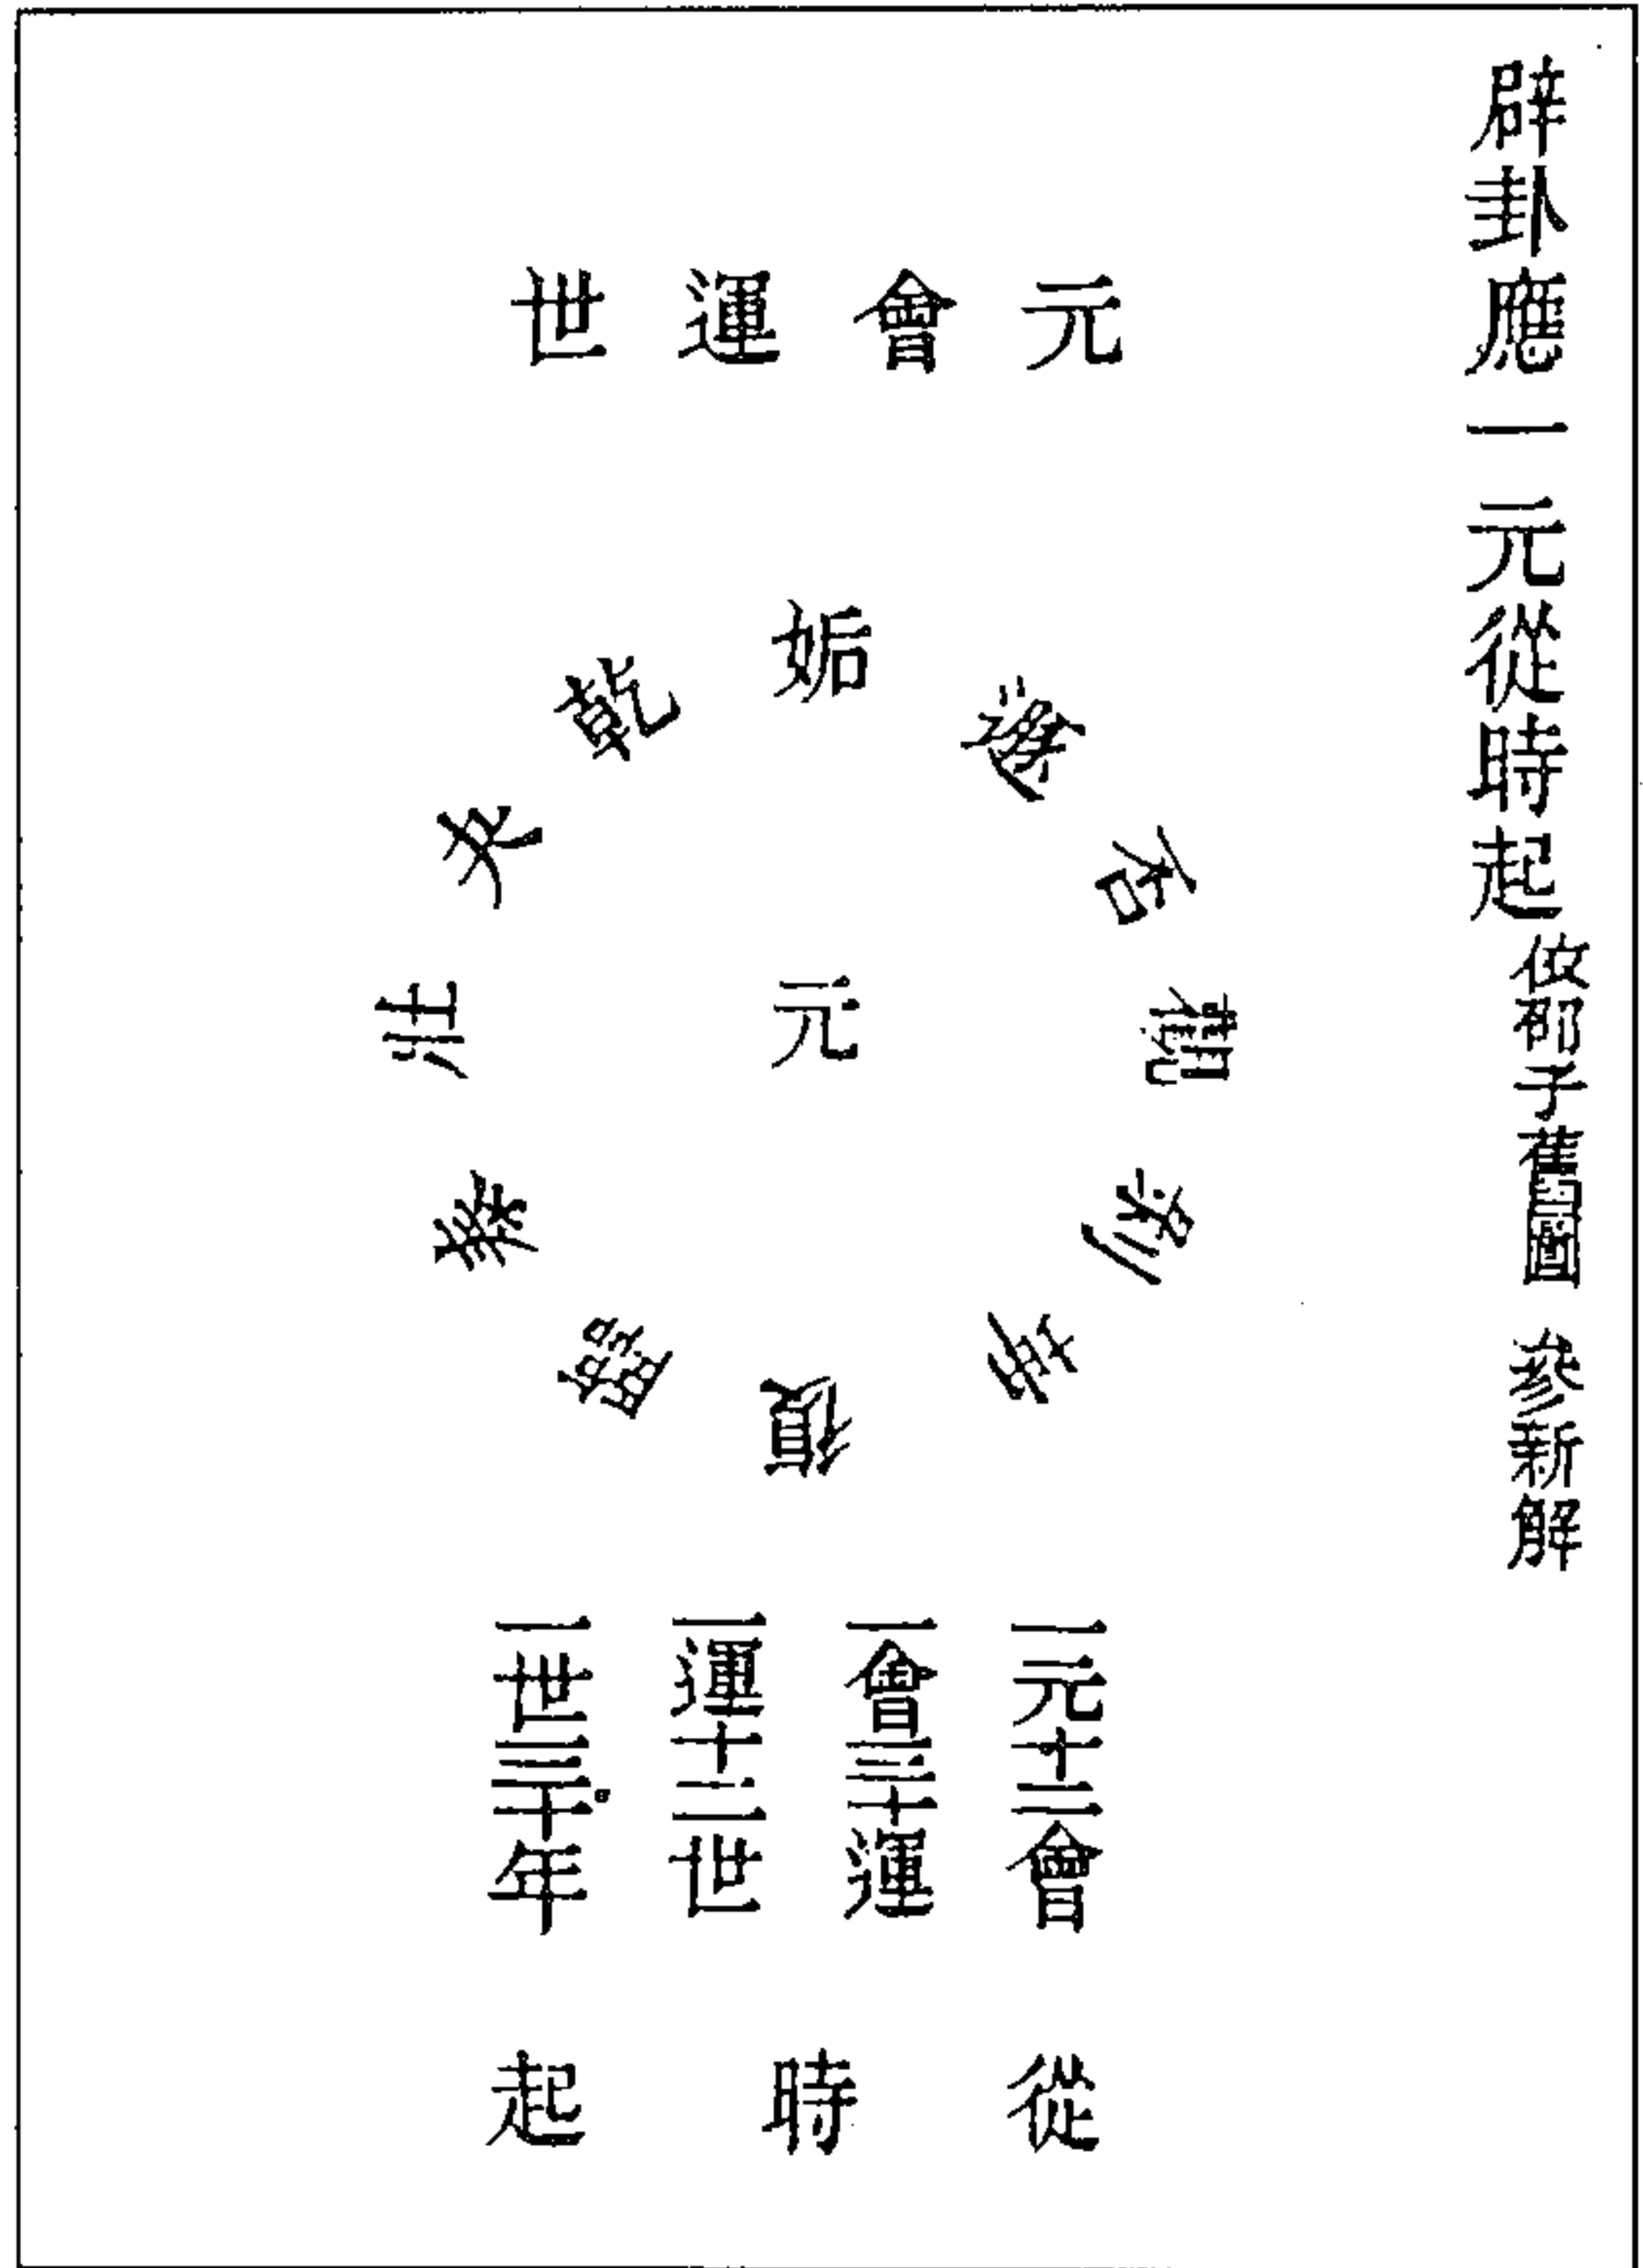 辟卦應一元從時起
依邵子舊圖 參新解
元會運世
姤
遯
否
觀
剝
坤
復
臨
泰
壯
夬
乾
元
一元十二會
一會三十運
一運十二世
一世三十年
從時起